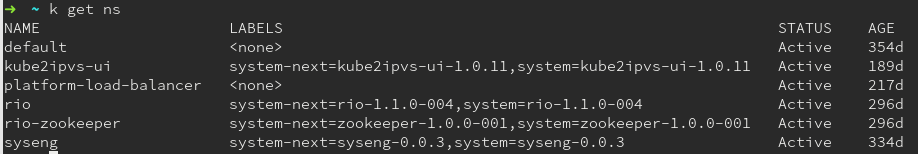 ➜ ~ k get ns
NAME LABELS STATUS AGE
default <none> Active 354d
kube2ipvs-ui system-next=kube2ipvs-ui-1.0.11,system=kube2ipvs-ui-1.0.11 Active 189d
platform-load-balancer <none> Active 217d
rio system-next=rio-1.1.0-004,system=rio-1.1.0-004 Active 296d
rio-zookeeper system-next=zookeeper-1.0.0-001,system=zookeeper-1.0.0-001 Active 296d
syseng system-next=syseng-0.0.3,system=syseng-0.0.3 Active 334d